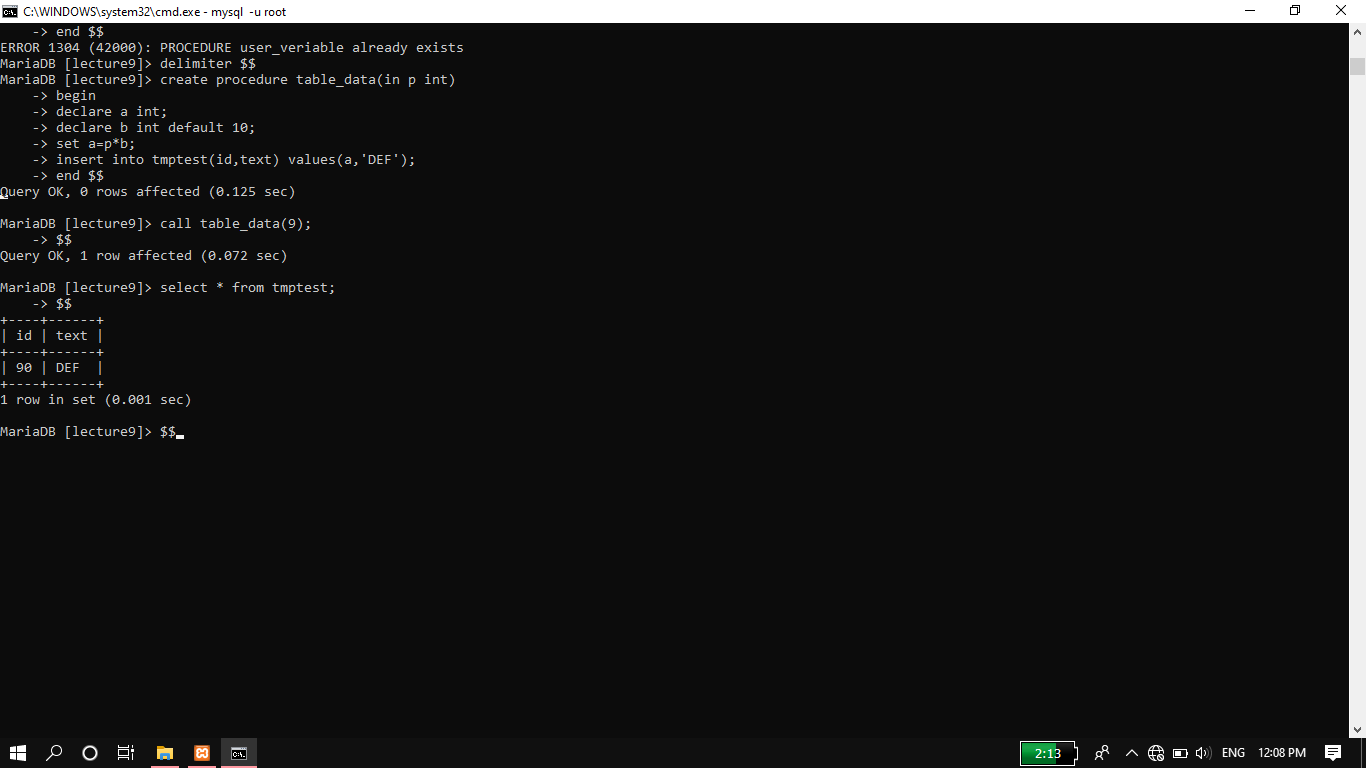 C:\WINDOWS\system32\cmd.exe - mysql -u root
    -> end $$
ERROR 1304 (42000): PROCEDURE user_veriable already exists
MariaDB [lecture9]> delimiter $$
MariaDB [lecture9]> create procedure table_data(in p int)
    -> begin
    -> declare a int;
    -> declare b int default 10;
    -> set a=p*b;
    -> insert into tmptest(id,text) values(a,'DEF');
    -> end $$
Query OK, 0 rows affected (0.125 sec)
MariaDB [lecture9]> call table_data(9);
    -> $$
Query OK, 1 row affected (0.072 sec)
MariaDB [lecture9]> select * from tmptest;
    -> $$
+----+------+
| id | text |
+----+------+
| 90 | DEF  |
+----+------+
1 row in set (0.001 sec)
MariaDB [lecture9]> $$
2:13 ENG 12:08 PM